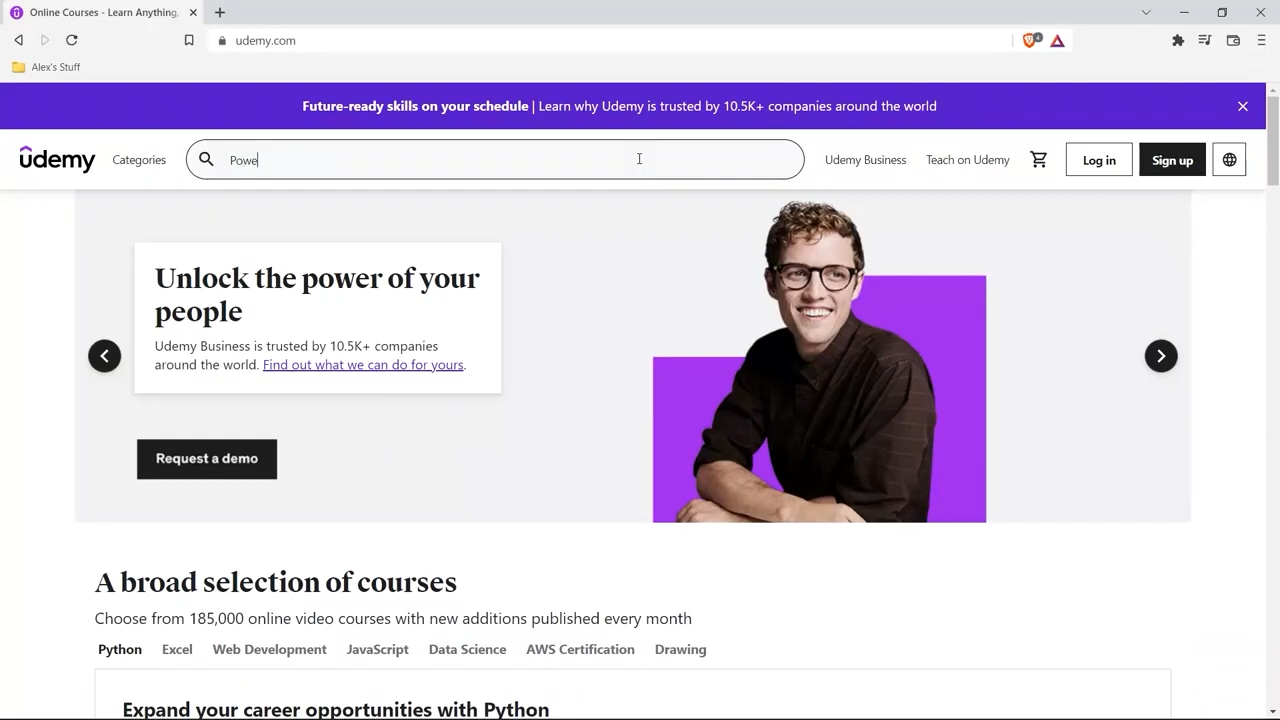 Online Courses - Learn Anything,
udemy.com
4
Alex's Stuff
Future-ready skills on your schedule | Learn why Udemy is trusted by 10.5K+ companies around the world
ûdemy Categories Powe Udemy Business Teach on Udemy Log in Sign up
Unlock the power of your
people
Udemy Business is trusted by 10.5K+ companies
around the world. Find out what we can do for yours.
Request a demo
A broad selection of courses
Choose from 185,000 online video courses with new additions published every month
Python Excel Web Development JavaScript Data Science AWS Certification Drawing
Expand your career opportunities with Python